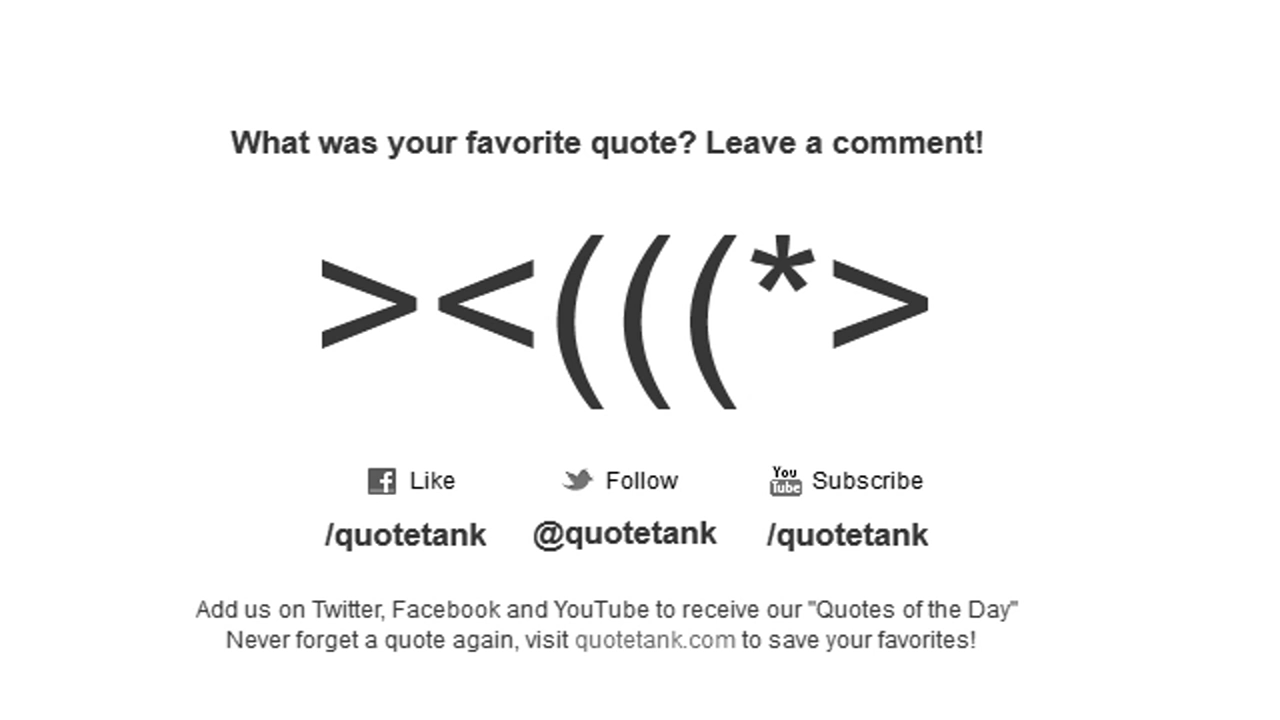 What was your favorite quote? Leave a comment!
><(((*>
f Like Follow You Tube Subscribe
/quotetank @quotetank /quotetank
Add us on Twitter, Facebook and YouTube to receive our "Quotes of the Day"
Never forget a quote again, visit quotetank.com to save your favorites!